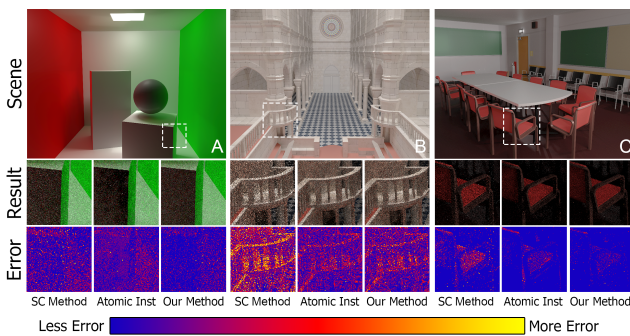 Scene
A
B
C
Result
Error
SC Method Atomic Inst Our Method SC Method Atomic Inst Our Method SC Method Atomic Inst Our Method
Less Error More Error